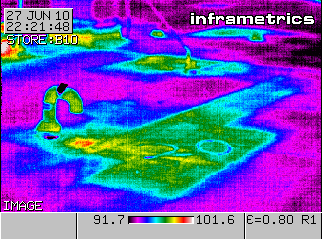 27 JUN 10
inframetrics
22:21:48
STORE:B10
IMAGE
91.7 101.6 Є=0.80 R1